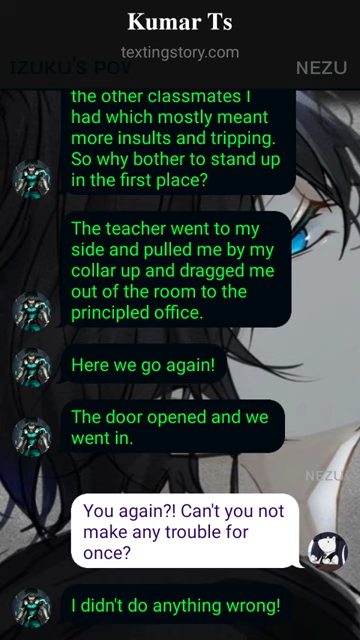 Kumar Ts
textingstory.com
IZUKU'S POV NEZU
the other classmates I
had which mostly meant
more insults and tripping.
So why bother to stand up
in the first place?
The teacher went to my
side and pulled me by my
collar up and dragged me
out of the room to the
principled office.
Here we go again!
The door opened and we
went in.
NEZU
You again?! Can't you not
make any trouble for
once?
I didn't do anything wrong!